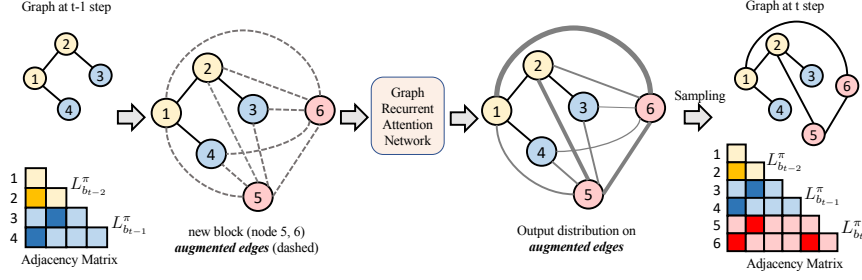 Graph at t-1 step
Graph at t step
2
1
3
4
2
1
3
6
4
5
Graph
Recurrent
Attention
Network
2
1
3
6
4
5
Sampling
2
1
3
6
4
5
1
2
3
4
L^π_{b_{t-2}}
L^π_{b_{t-1}}
Adjacency Matrix
new block (node 5, 6)
augmented edges (dashed)
Output distribution on
augmented edges
1
2
3
4
5
6
L^π_{b_{t-2}}
L^π_{b_{t-1}}
L^π_{b_t}
Adjacency Matrix